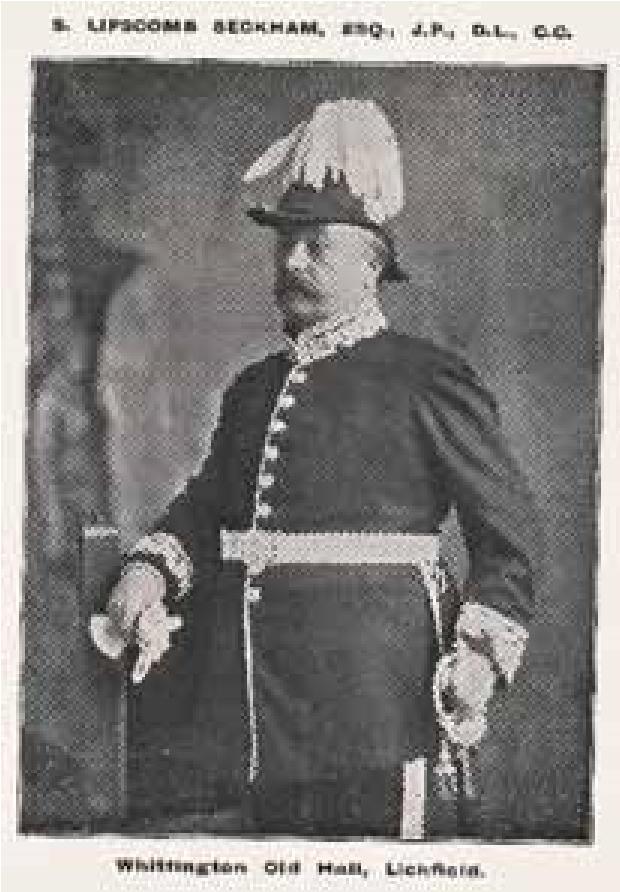 S. LIPSCOMB SECKHAM, ESQ., J.P., D.L., C.C.
Whittington Old Hall, Lichfield.